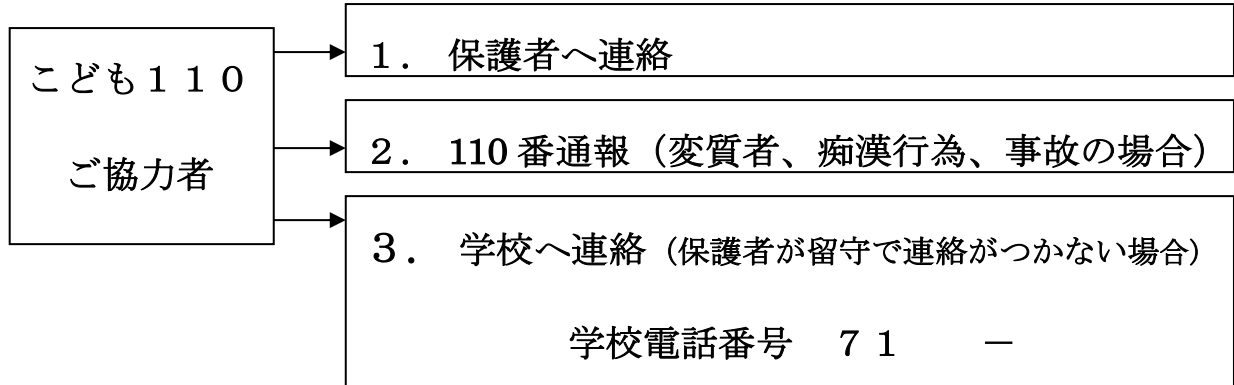 こども１１０
ご協力者
１． 保護者へ連絡
２． 110番通報（変質者、痴漢行為、事故の場合）
３． 学校へ連絡（保護者が留守で連絡がつかない場合）
学校電話番号　７１　　－